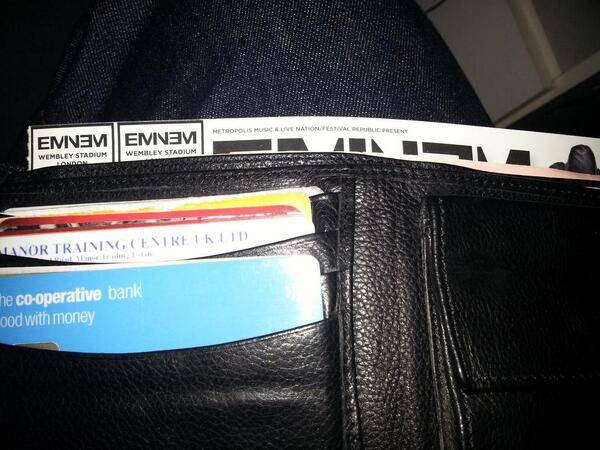 EMINEM
WEMBLEY STADIUM
LONDON
EMINEM
WEMBLEY STADIUM
METROPOLIS MUSIC & LIVE NATION/FESTIVAL REPUBLIC PRESENT
EMINEM
MANOR TRAINING CENTRE UK LTD
the co-operative bank
good with money